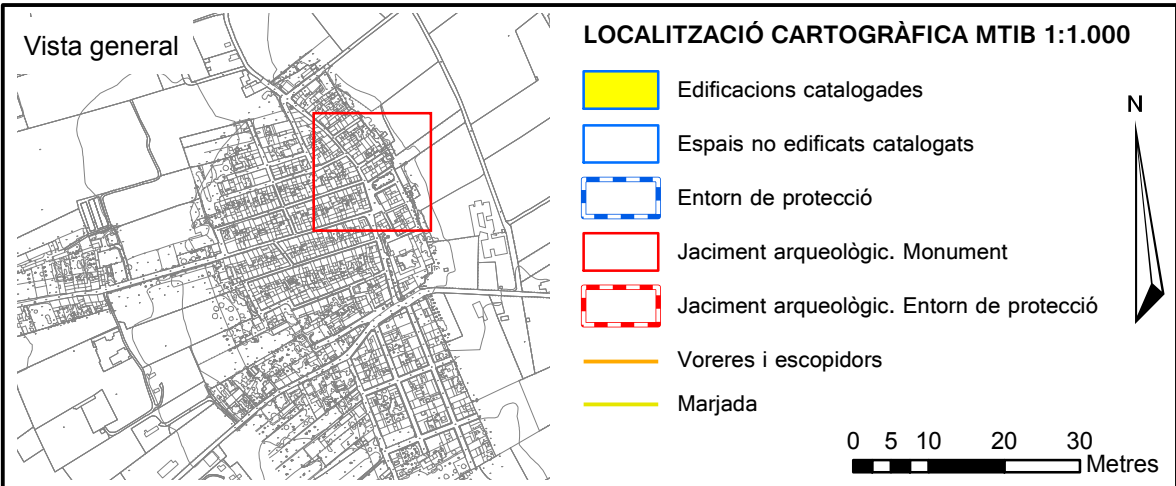 Vista general
LOCALITZACIÓ CARTOGRÀFICA MTIB 1:1.000
Edificacions catalogades
Espais no edificats catalogats
Entorn de protecció
Jaciment arqueològic. Monument
Jaciment arqueològic. Entorn de protecció
Voreres i escopidors
Marjada
N
0 5 10 20 30
Metres